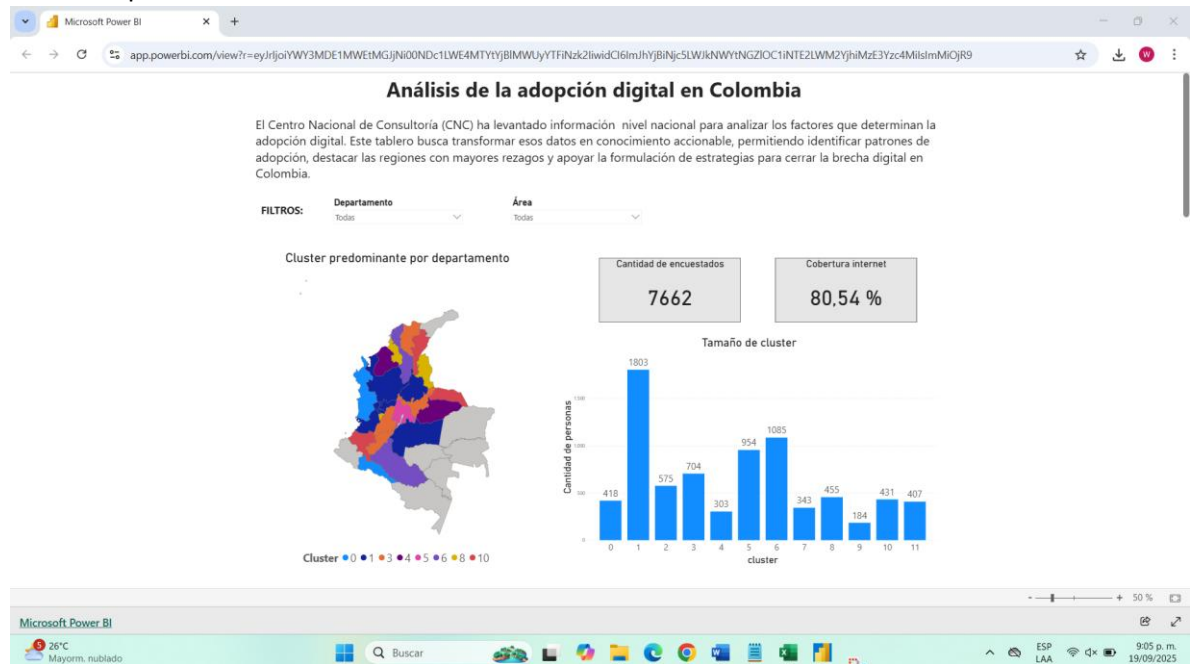 Microsoft Power BI
Análisis de la adopción digital en Colombia
El Centro Nacional de Consultoría (CNC) ha levantado información nivel nacional para analizar los factores que determinan la
adopción digital. Este tablero busca transformar esos datos en conocimiento accionable, permitiendo identificar patrones de
adopción, destacar las regiones con mayores rezagos y apoyar la formulación de estrategias para cerrar la brecha digital en
Colombia.
FILTROS:
Departamento
Todas
Área
Todas
Cluster predominante por departamento
Cluster 0 1 3 4 5 6 8 10
Cantidad de encuestados
7662
Cobertura internet
80,54 %
Tamaño de cluster
Cantidad de personas
1803
1085
954
704
575
418
303
343
455
184
431
407
0 1 2 3 4 5 6 7 8 9 10 11
cluster
50 %
Microsoft Power BI
5
26°C
Mayorm. nublado
Buscar
ESP
LAA
9:05 p. m.
19/09/2025